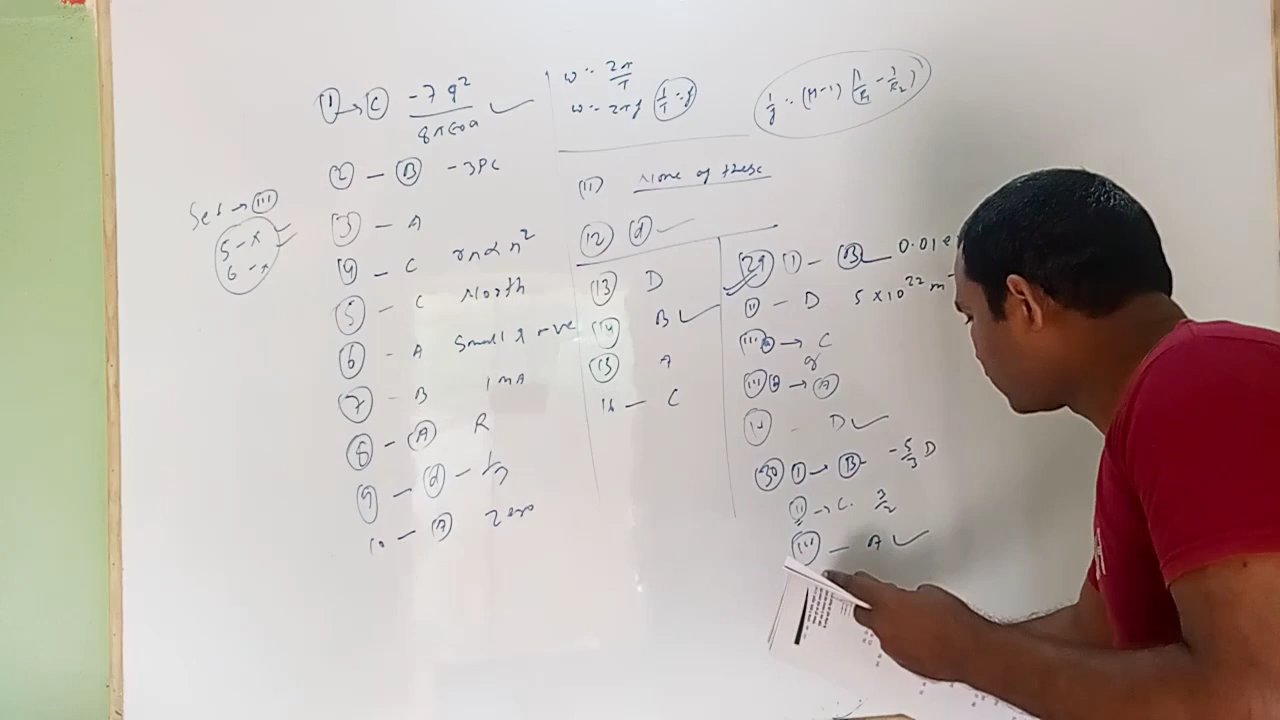 Set → (III)
5 - x
6 - x
(1) → (C) -7q²/8πε₀a ✓
(2) - (B) -3PC
(3) - A
(4) - C rn α n²
(5) - C North
(6) - A Small & -ve
(7) - B 1mA
(8) - (A) R
(9) - (d) - 1/3
10 - (A) Zero
ω = 2π/T
ω = 2πf (1/T = f)
1/f = (μ-1) (1/R₁ - 1/R₂)
(11) None of these
(12) (d) ✓
(13) D
(14) B ✓
(15) A
16 - C
(29) (I) - (B) 0.01e
(II) - D 5×10²² m
(III) a → C
or
(III) → (A)
(IV) - D ✓
(30) (I) → (B) -5/3 D
(II) → C. 3/2
- A ✓